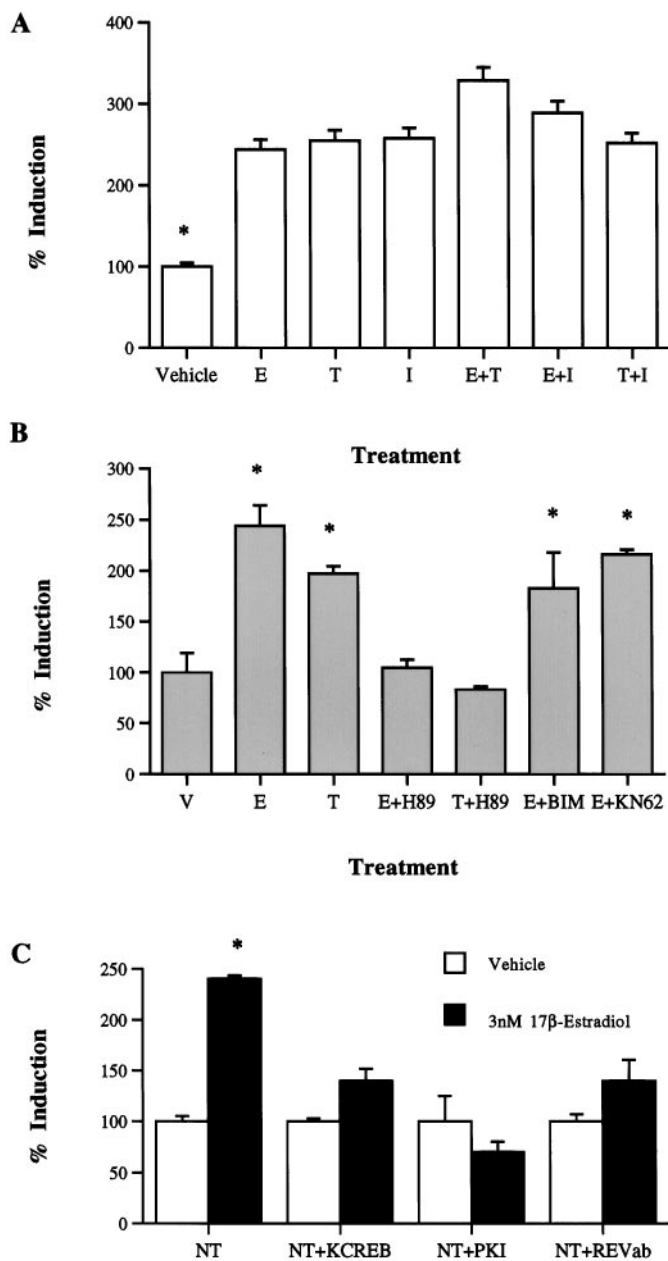 A
% Induction
400
300
200
100
0
*
Vehicle E T I E+T E+I T+I
Treatment
B
% Induction
300
250
200
150
100
50
0
* * * *
V E T E+H89 T+H89 E+BIM E+KN62
Treatment
C
% Induction
250
200
150
100
50
0
*
Vehicle
3nM 17β-Estradiol
NT NT+KCREB NT+PKI NT+REVab